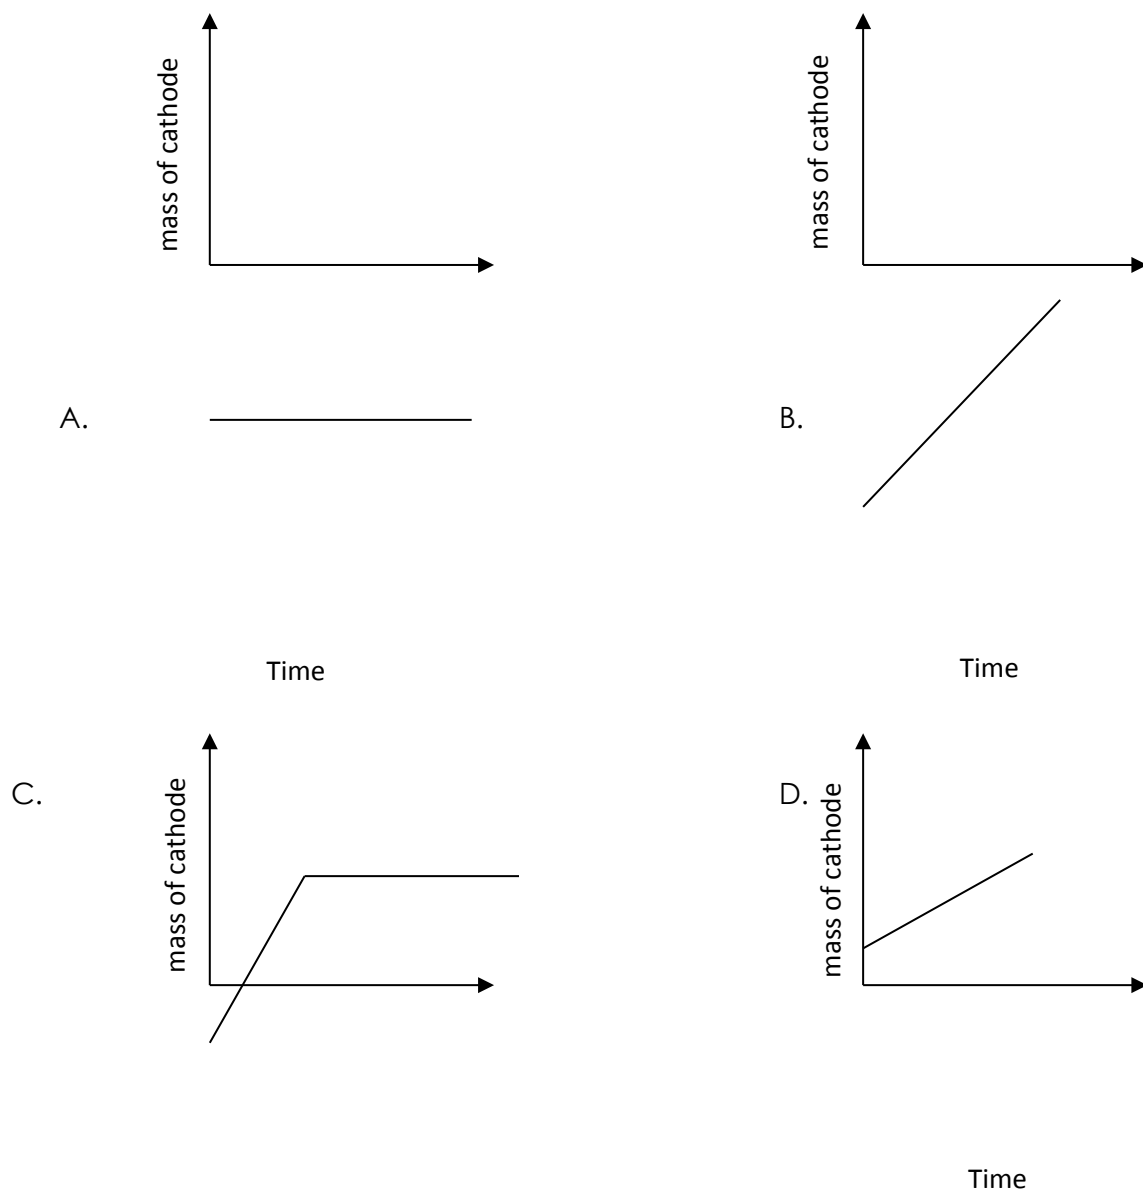 mass of cathode
mass of cathode
A.
B.
Time
Time
C.
mass of cathode
D.
mass of cathode
Time